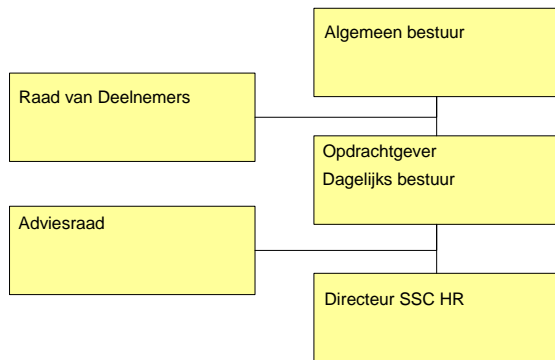 Algemeen bestuur
Raad van Deelnemers
Opdrachtgever
Dagelijks bestuur
Adviesraad
Directeur SSC HR